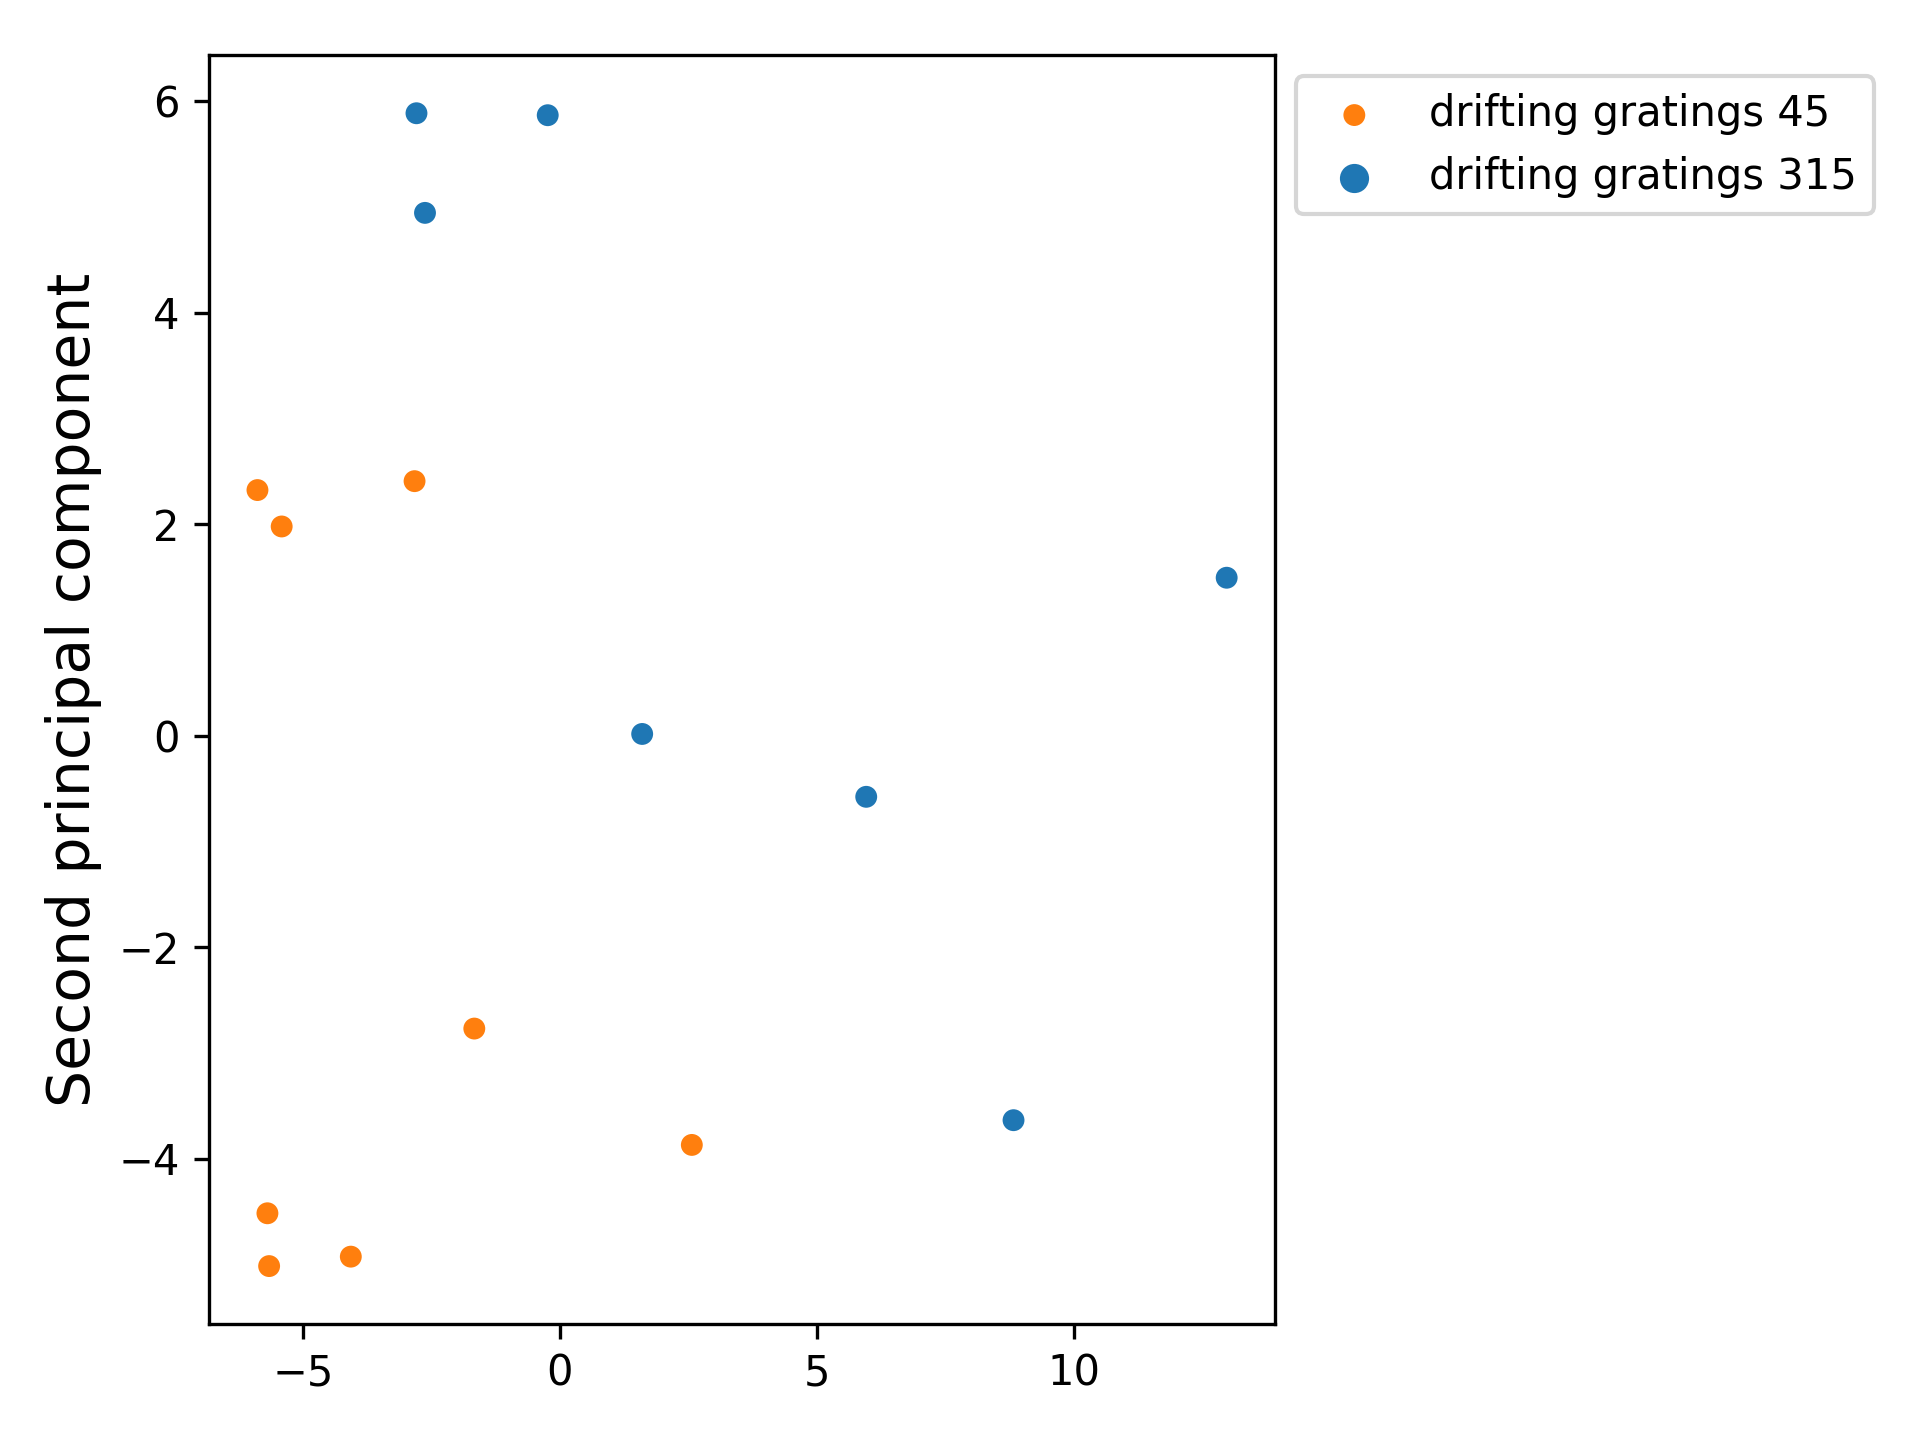 drifting gratings 45
drifting gratings 315
Second principal component
6
4
2
0
−2
−4
−5 0 5 10